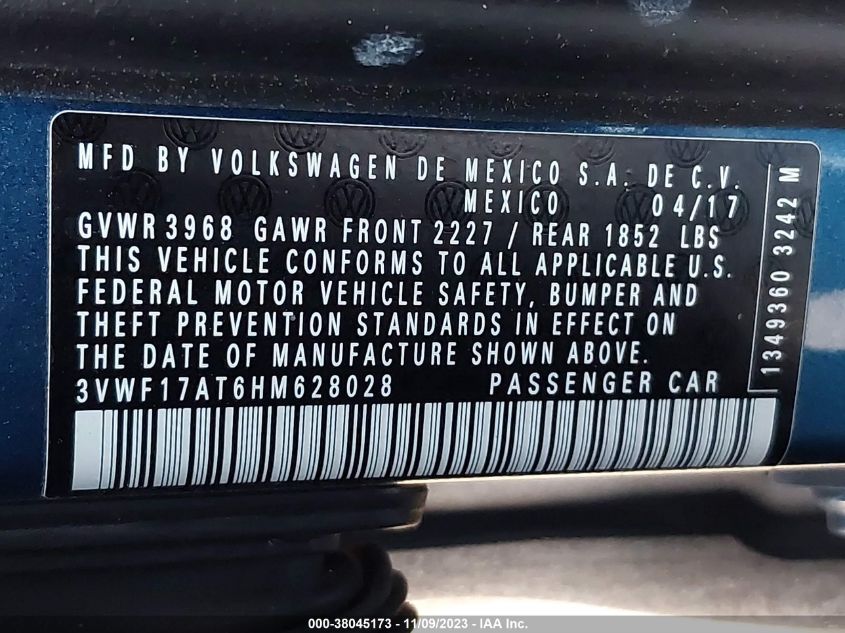 MFD BY VOLKSWAGEN DE MEXICO S.A. DE C.V.
MEXICO 04/17
GVWR 3968 GAWR FRONT 2227 / REAR 1852 LBS
THIS VEHICLE CONFORMS TO ALL APPLICABLE U.S.
FEDERAL MOTOR VEHICLE SAFETY, BUMPER AND
THEFT PREVENTION STANDARDS IN EFFECT ON
THE DATE OF MANUFACTURE SHOWN ABOVE.
3VWF17AT6HM628028 PASSENGER CAR
1349360 3242 M
000-38045173 - 11/09/2023 - IAA Inc.